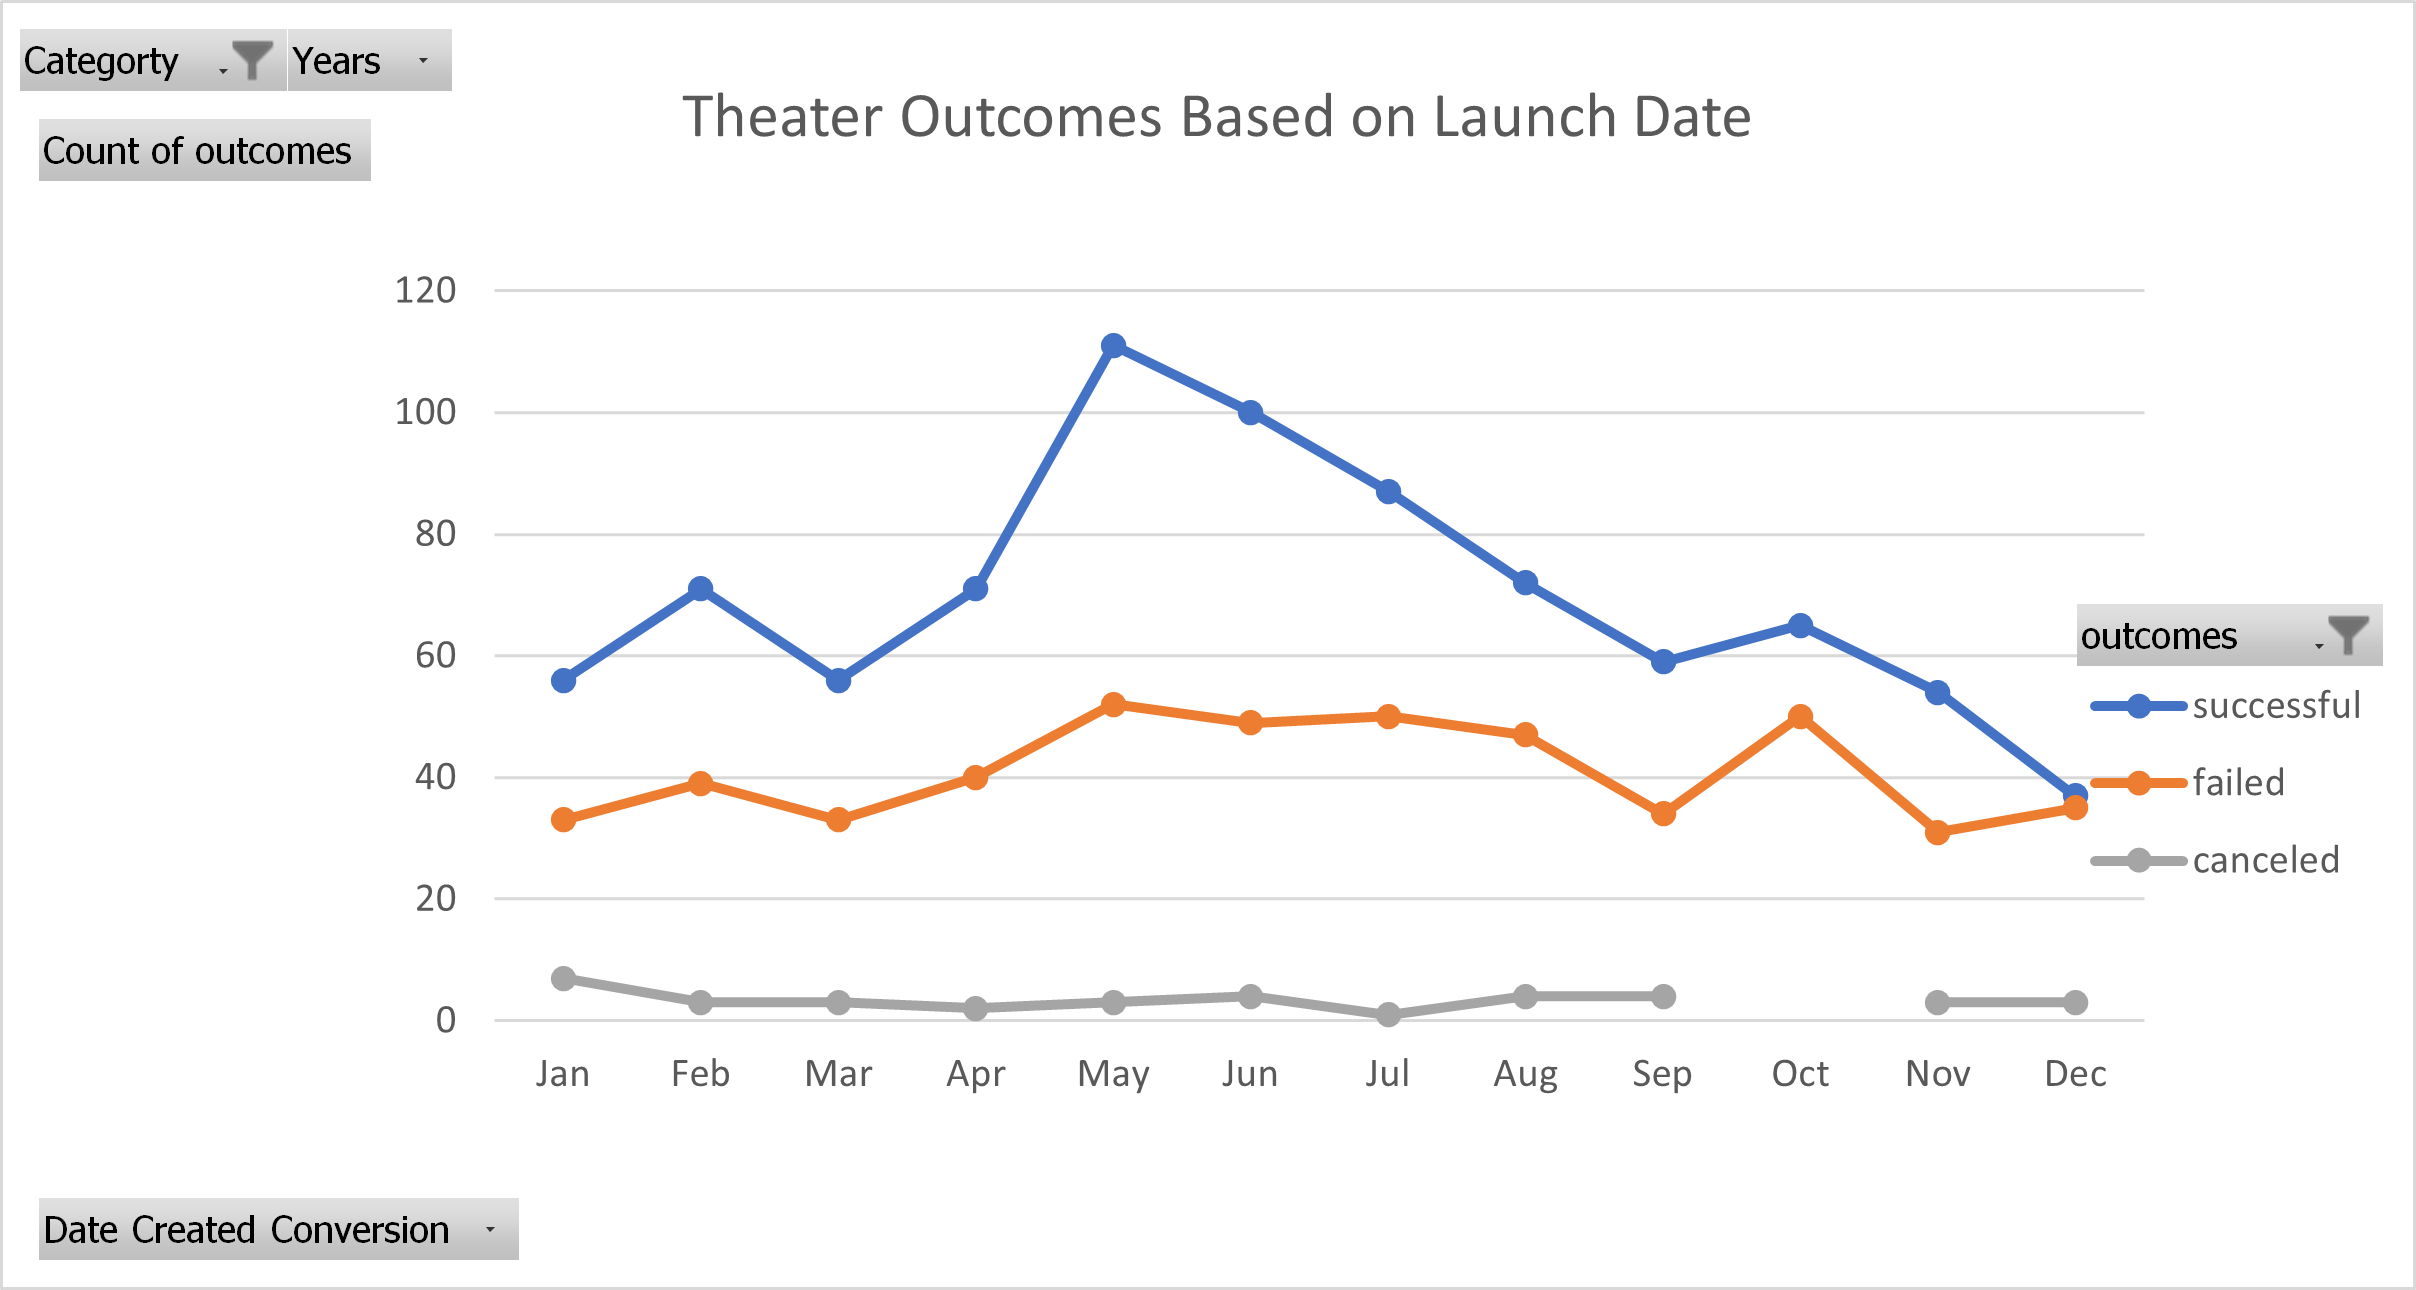 Categorty Years
Theater Outcomes Based on Launch Date
Count of outcomes
120
100
80
60
40
20
0
Jan Feb Mar Apr May Jun Jul Aug Sep Oct Nov Dec
outcomes
successful
failed
canceled
Date Created Conversion